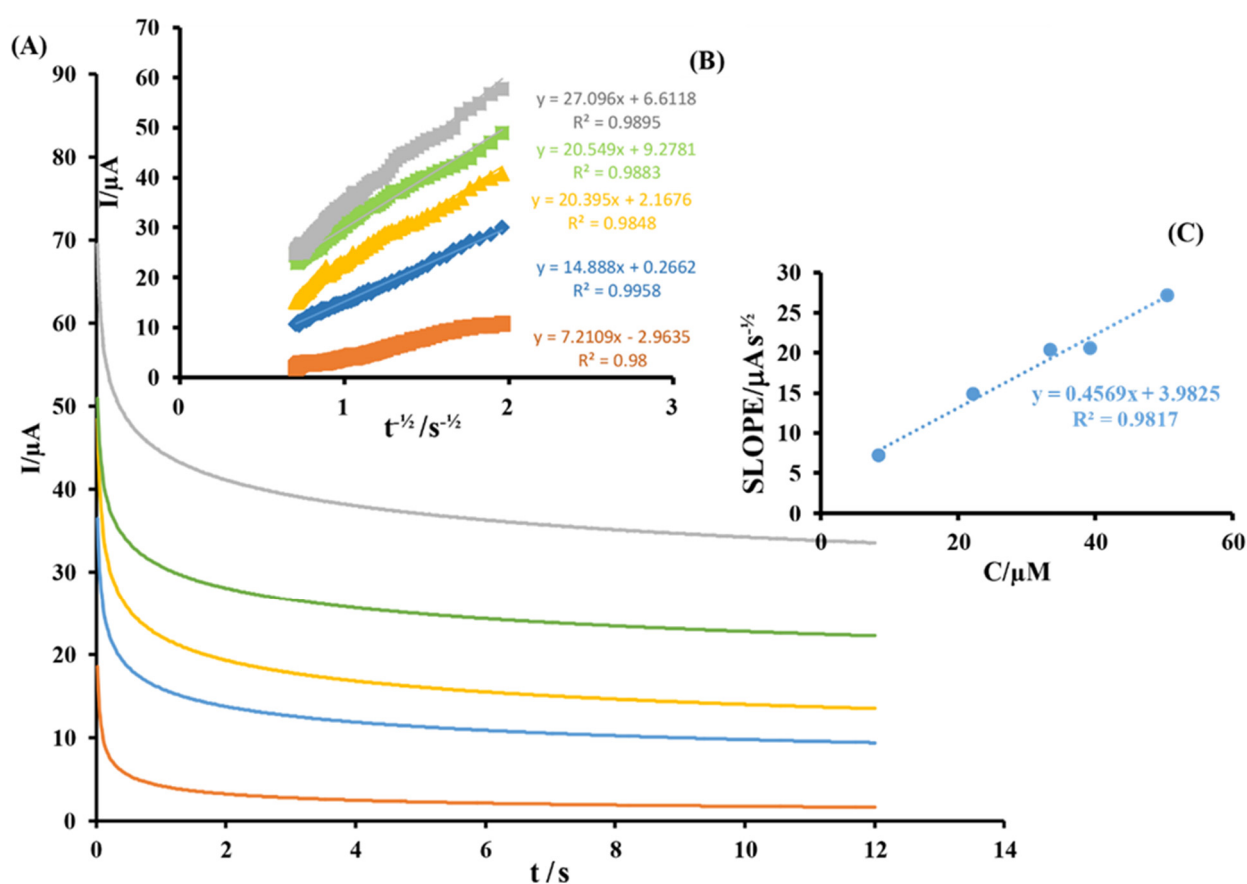 (A)
90
80
70
60
50
40
30
20
10
0
I/µA
0 2 4 6 8 10 12 14
t /s
(B)
70
60
50
40
30
20
10
0
I/µA
0 1 2 3
t⁻½ /s⁻½
y = 27.096x + 6.6118
R² = 0.9895
y = 20.549x + 9.2781
R² = 0.9883
y = 20.395x + 2.1676
R² = 0.9848
y = 14.888x + 0.2662
R² = 0.9958
y = 7.2109x - 2.9635
R² = 0.98
(C)
30
25
20
15
10
5
0
SLOPE/µAs⁻½
0 20 40 60
C/µM
y = 0.4569x + 3.9825
R² = 0.9817